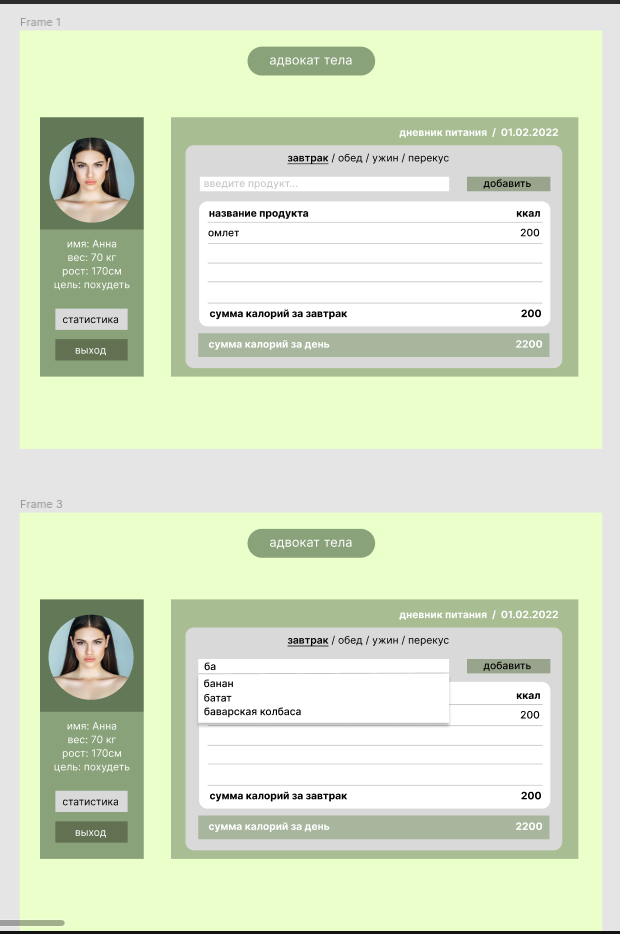 Frame 1
адвокат тела
дневник питания / 01.02.2022
завтрак / обед / ужин / перекус
введите продукт...
добавить
название продукта ккал
омлет 200
сумма калорий за завтрак 200
сумма калорий за день 2200
имя: Анна
вес: 70 кг
рост: 170см
цель: похудеть
статистика
выход
Frame 3
адвокат тела
дневник питания / 01.02.2022
завтрак / обед / ужин / перекус
ба
добавить
банан
батат
баварская колбаса
ккал
200
сумма калорий за завтрак 200
сумма калорий за день 2200
имя: Анна
вес: 70 кг
рост: 170см
цель: похудеть
статистика
выход